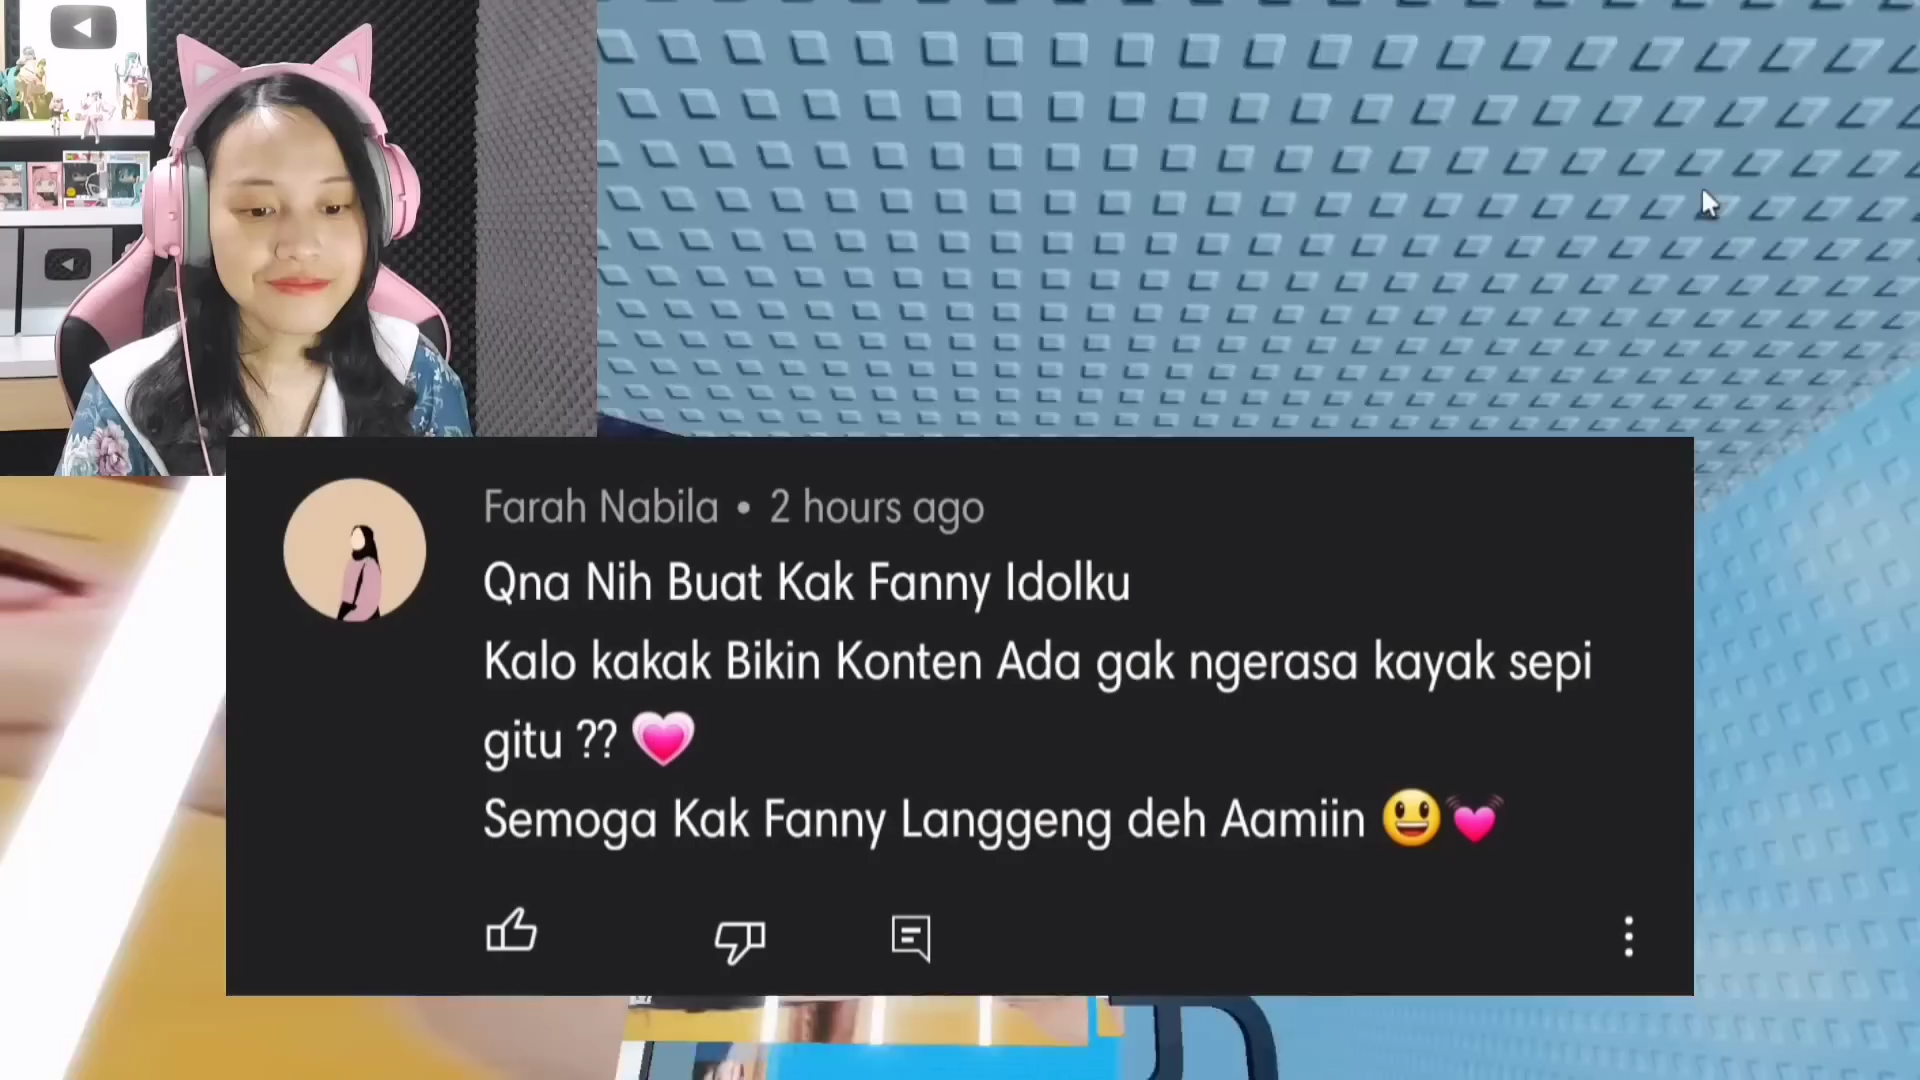 Farah Nabila • 2 hours ago
Qna Nih Buat Kak Fanny Idolku
Kalo kakak Bikin Konten Ada gak ngerasa kayak sepi
gitu ?? 💗
Semoga Kak Fanny Langgeng deh Aamiin 😃💓